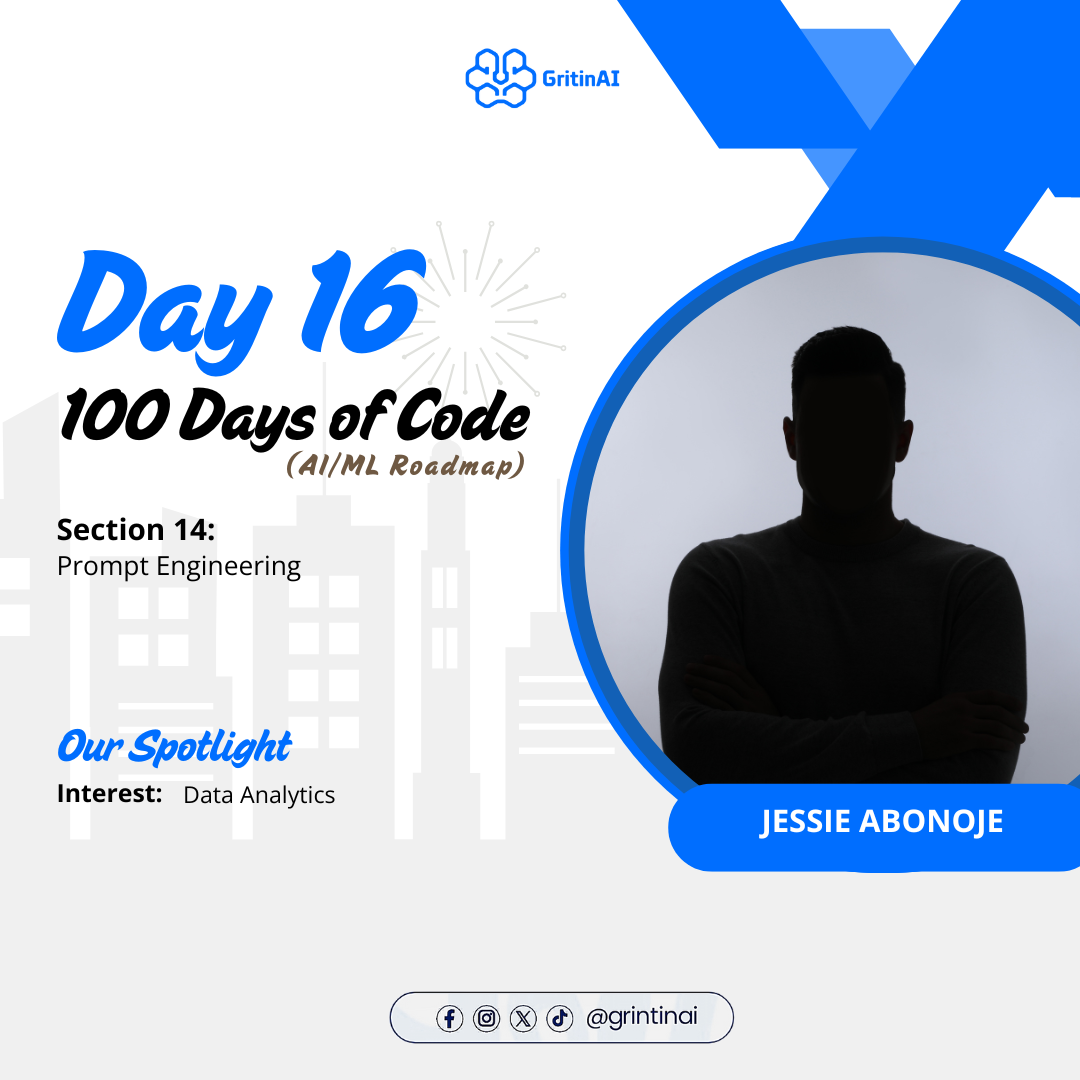 GritinAI
Day 16
100 Days of Code
(AI/ML Roadmap)
Section 14:
Prompt Engineering
Our Spotlight
Interest: Data Analytics
JESSIE ABONOJE
@grintinai